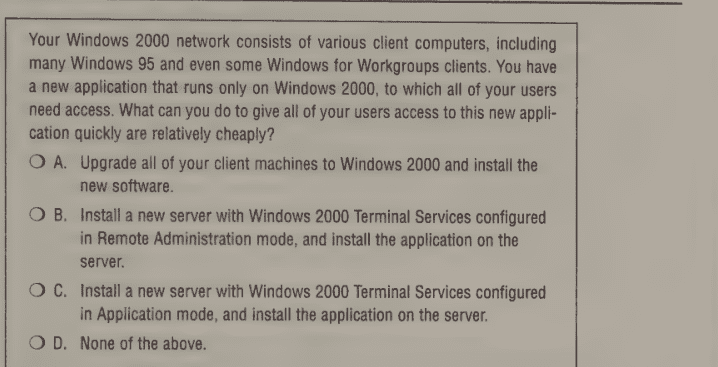 Your Windows 2000 network consists of various client computers, including
many Windows 95 and even some Windows for Workgroups clients. You have
a new application that runs only on Windows 2000, to which all of your users
need access. What can you do to give all of your users access to this new appli-
cation quickly are relatively cheaply?
O A. Upgrade all of your client machines to Windows 2000 and install the
new software.
O B. Install a new server with Windows 2000 Terminal Services configured
in Remote Administration mode, and install the application on the
server.
O C. Install a new server with Windows 2000 Terminal Services configured
in Application mode, and install the application on the server.
O D. None of the above.